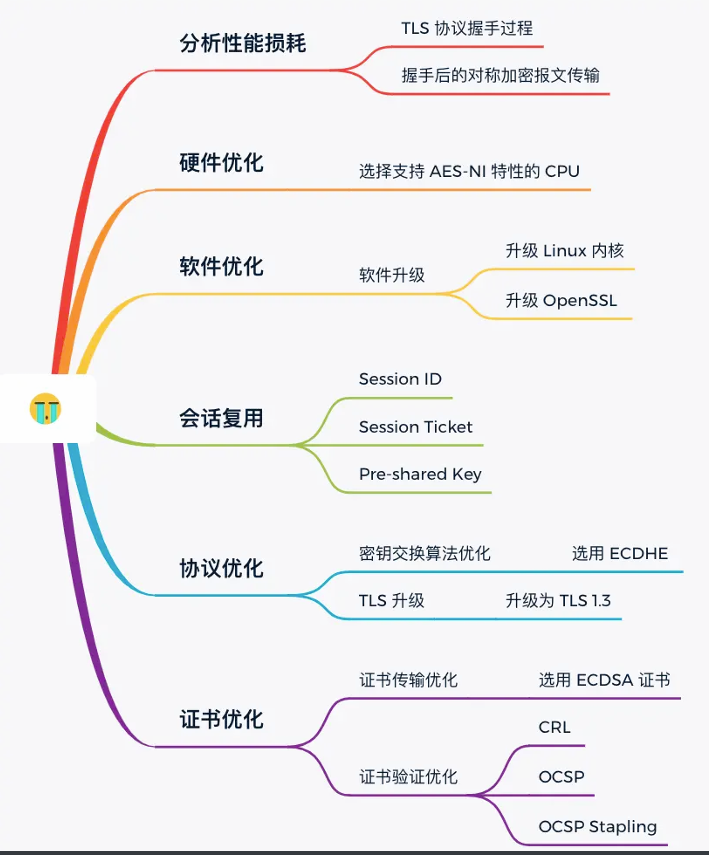 分析性能损耗
TLS 协议握手过程
握手后的对称加密报文传输
硬件优化
选择支持 AES-NI 特性的 CPU
软件优化
软件升级
升级 Linux 内核
升级 OpenSSL
会话复用
Session ID
Session Ticket
Pre-shared Key
协议优化
密钥交换算法优化
选用 ECDHE
TLS 升级
升级为 TLS 1.3
证书优化
证书传输优化
选用 ECDSA 证书
证书验证优化
CRL
OCSP
OCSP Stapling